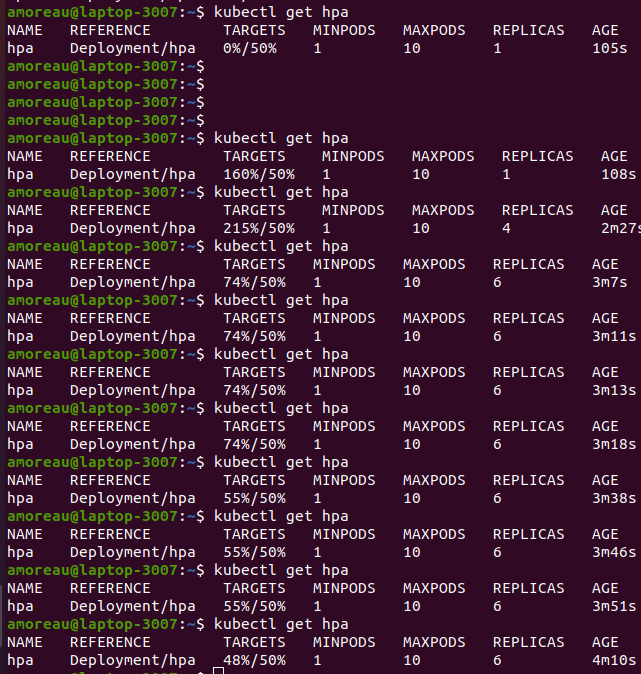 amoreau@laptop-3007:~$ kubectl get hpa
NAME REFERENCE TARGETS MINPODS MAXPODS REPLICAS AGE
hpa Deployment/hpa 0%/50% 1 10 1 105s
amoreau@laptop-3007:~$
amoreau@laptop-3007:~$
amoreau@laptop-3007:~$
amoreau@laptop-3007:~$
amoreau@laptop-3007:~$ kubectl get hpa
NAME REFERENCE TARGETS MINPODS MAXPODS REPLICAS AGE
hpa Deployment/hpa 160%/50% 1 10 1 108s
amoreau@laptop-3007:~$ kubectl get hpa
NAME REFERENCE TARGETS MINPODS MAXPODS REPLICAS AGE
hpa Deployment/hpa 215%/50% 1 10 4 2m27s
amoreau@laptop-3007:~$ kubectl get hpa
NAME REFERENCE TARGETS MINPODS MAXPODS REPLICAS AGE
hpa Deployment/hpa 74%/50% 1 10 6 3m7s
amoreau@laptop-3007:~$ kubectl get hpa
NAME REFERENCE TARGETS MINPODS MAXPODS REPLICAS AGE
hpa Deployment/hpa 74%/50% 1 10 6 3m11s
amoreau@laptop-3007:~$ kubectl get hpa
NAME REFERENCE TARGETS MINPODS MAXPODS REPLICAS AGE
hpa Deployment/hpa 74%/50% 1 10 6 3m13s
amoreau@laptop-3007:~$ kubectl get hpa
NAME REFERENCE TARGETS MINPODS MAXPODS REPLICAS AGE
hpa Deployment/hpa 74%/50% 1 10 6 3m18s
amoreau@laptop-3007:~$ kubectl get hpa
NAME REFERENCE TARGETS MINPODS MAXPODS REPLICAS AGE
hpa Deployment/hpa 55%/50% 1 10 6 3m38s
amoreau@laptop-3007:~$ kubectl get hpa
NAME REFERENCE TARGETS MINPODS MAXPODS REPLICAS AGE
hpa Deployment/hpa 55%/50% 1 10 6 3m46s
amoreau@laptop-3007:~$ kubectl get hpa
NAME REFERENCE TARGETS MINPODS MAXPODS REPLICAS AGE
hpa Deployment/hpa 55%/50% 1 10 6 3m51s
amoreau@laptop-3007:~$ kubectl get hpa
NAME REFERENCE TARGETS MINPODS MAXPODS REPLICAS AGE
hpa Deployment/hpa 48%/50% 1 10 6 4m10s